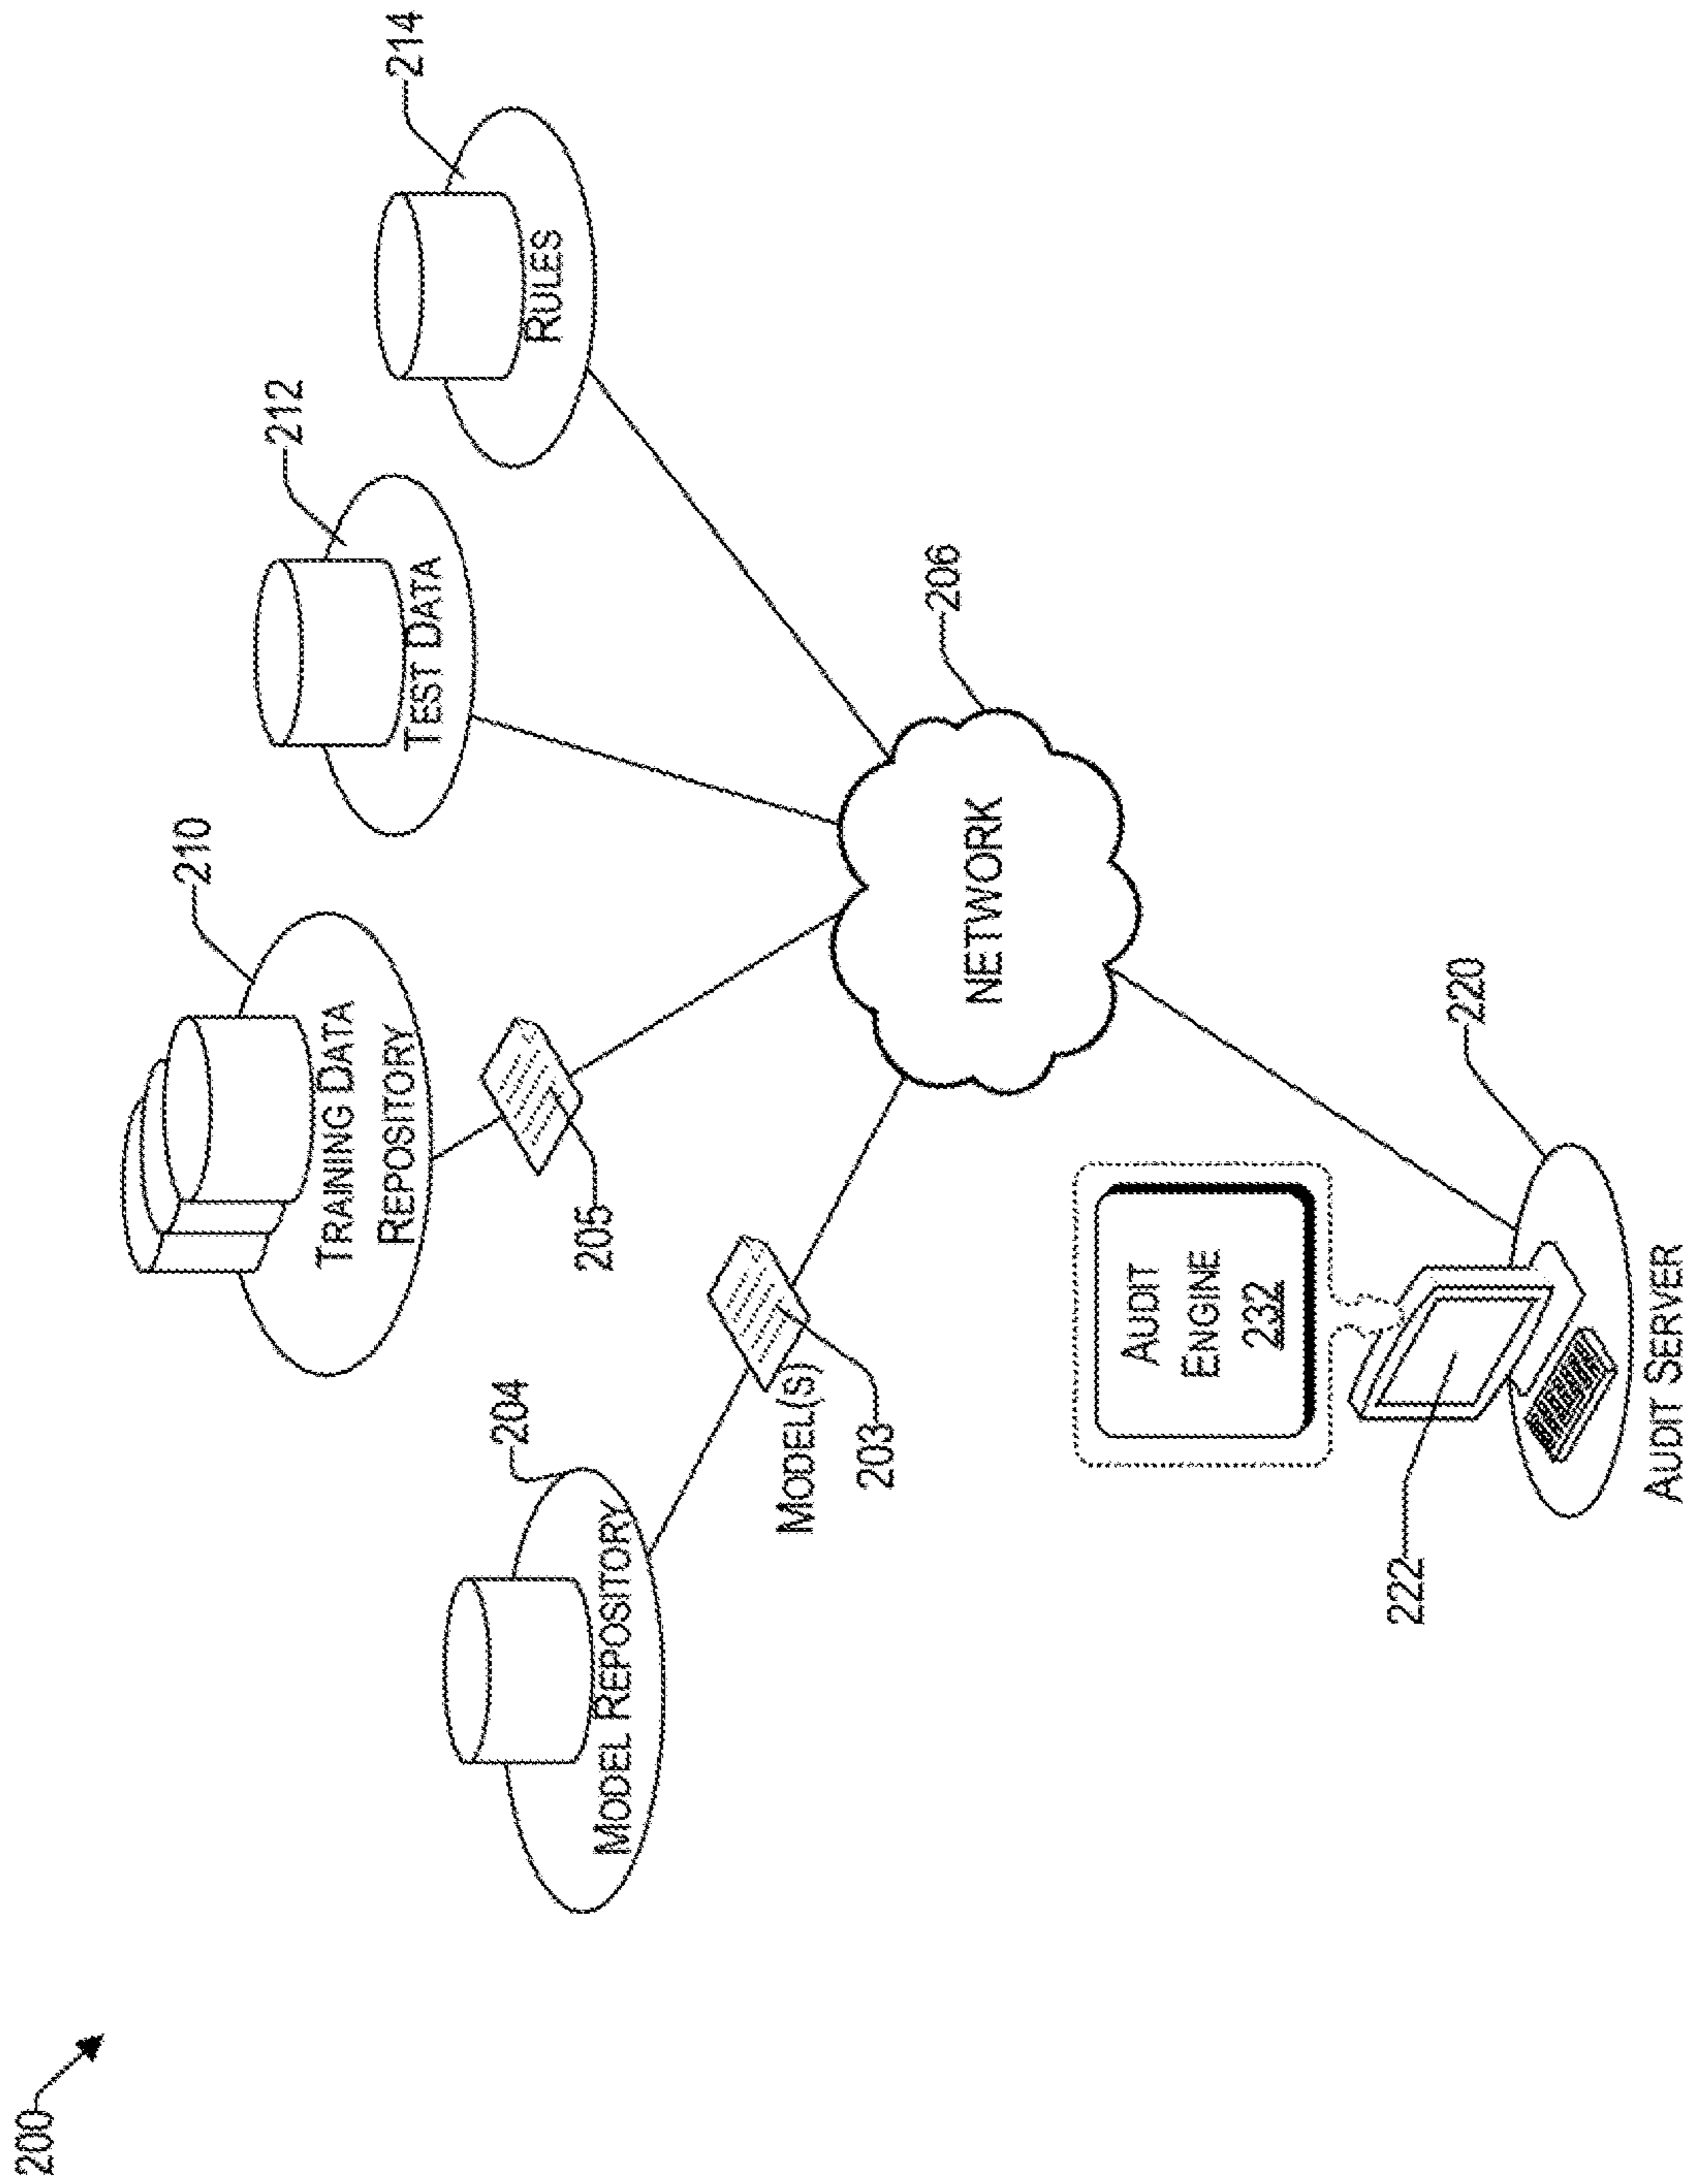 200
TRAINING DATA
REPOSITORY
210
TEST DATA
212
RULES
214
MODEL REPOSITORY
204
205
MODEL(S)
203
NETWORK
206
AUDIT
ENGINE
232
222
220
AUDIT SERVER